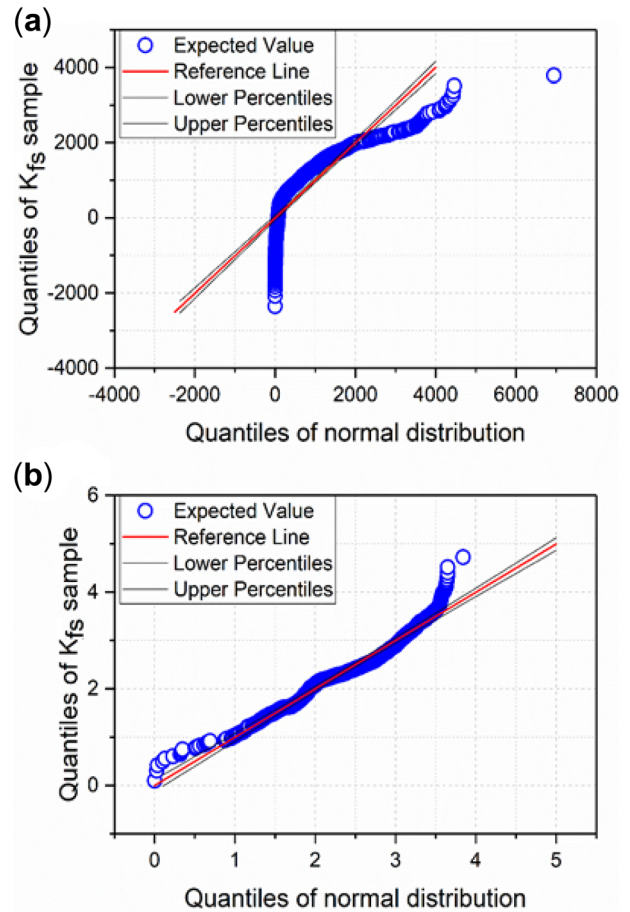 (a)
Expected Value
Reference Line
Lower Percentiles
Upper Percentiles
4000
2000
0
-2000
-4000
Quantiles of Kfs sample
-4000 -2000 0 2000 4000 6000 8000
Quantiles of normal distribution
(b)
Expected Value
Reference Line
Lower Percentiles
Upper Percentiles
6
4
2
0
Quantiles of Kfs sample
0 1 2 3 4 5
Quantiles of normal distribution